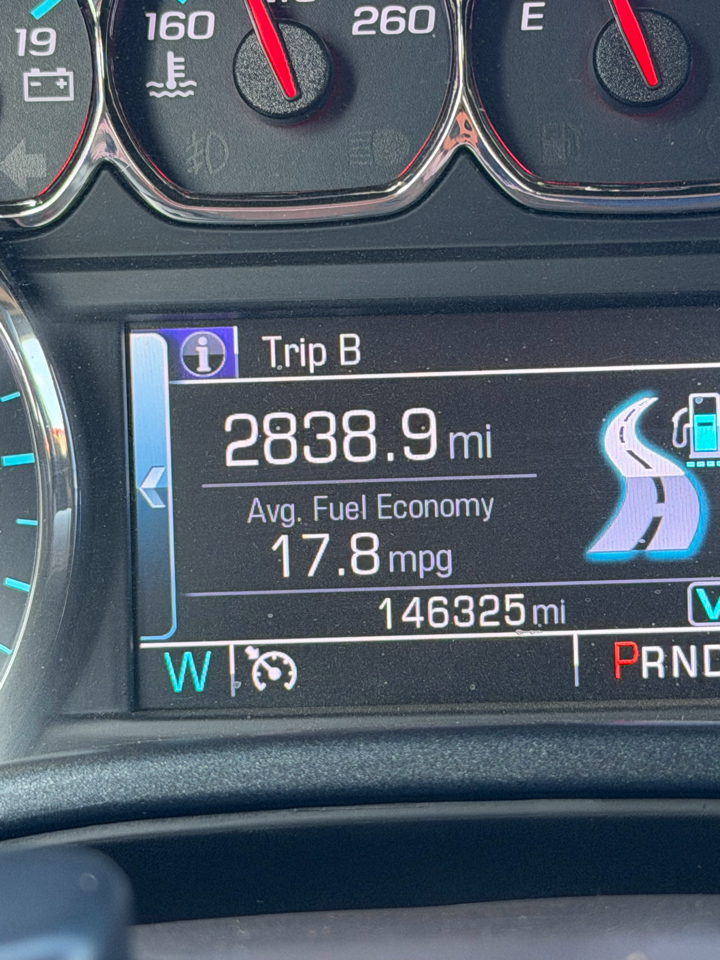 19
160
260
E
i
Trip B
2838.9 mi
Avg. Fuel Economy
17.8 mpg
146325 mi
W
PRND